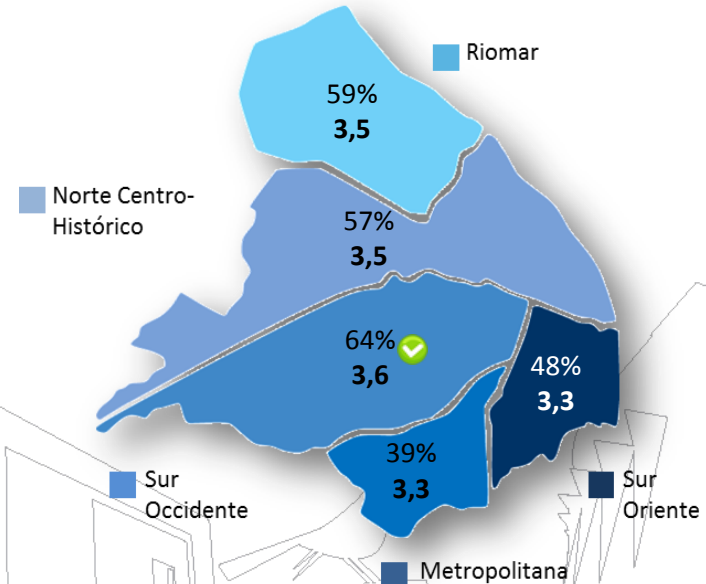 Riomar
59%
3,5
Norte Centro-
Histórico
57%
3,5
64%
3,6
48%
3,3
39%
3,3
Sur
Occidente
Sur
Oriente
Metropolitana